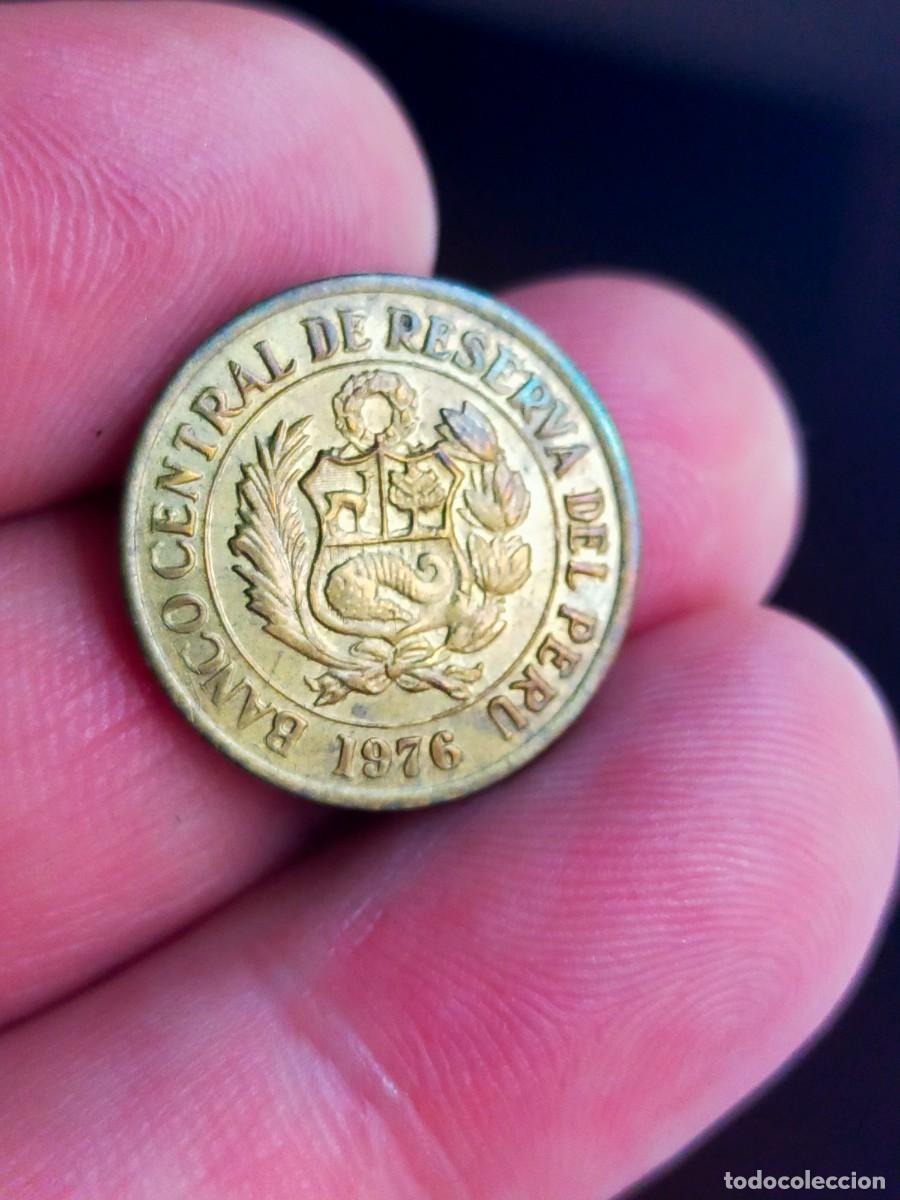 BANCO CENTRAL DE RESERVA DEL PERU
1976
todocoleccion